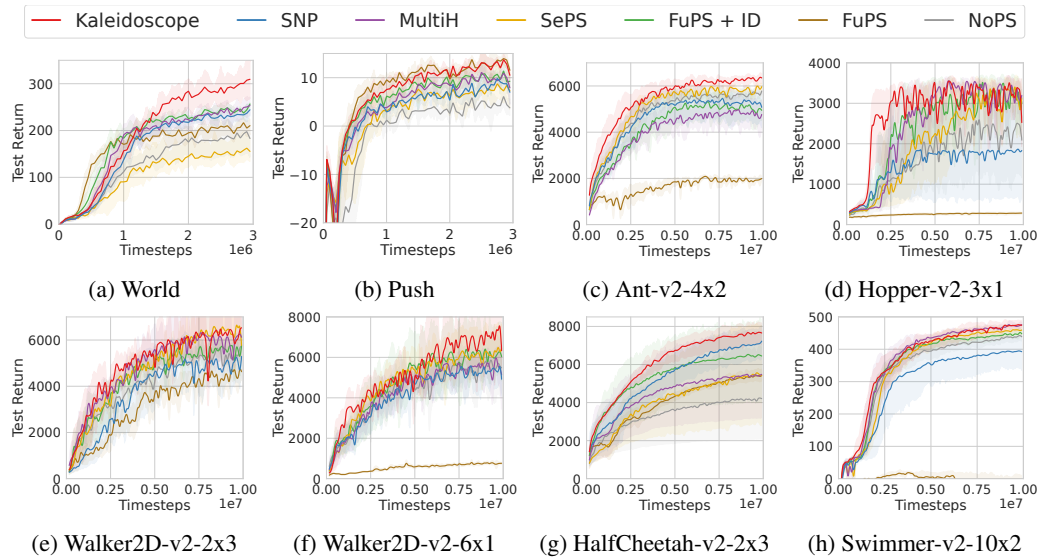 Kaleidoscope SNP MultiH SePS FuPS + ID FuPS NoPS
Test Return
300
200
100
0
0 1 2 3
1e6
Timesteps
(a) World
Test Return
10
0
−10
−20
0 1 2 3
1e6
Timesteps
(b) Push
Test Return
6000
4000
2000
0
0.00 0.25 0.50 0.75 1.00
1e7
Timesteps
(c) Ant-v2-4x2
Test Return
4000
3000
2000
1000
0
0.00 0.25 0.50 0.75 1.00
1e7
Timesteps
(d) Hopper-v2-3x1
Test Return
6000
4000
2000
0
0.00 0.25 0.50 0.75 1.00
1e7
Timesteps
(e) Walker2D-v2-2x3
Test Return
8000
6000
4000
2000
0
0.00 0.25 0.50 0.75 1.00
1e7
Timesteps
(f) Walker2D-v2-6x1
Test Return
8000
6000
4000
2000
0
0.00 0.25 0.50 0.75 1.00
1e7
Timesteps
(g) HalfCheetah-v2-2x3
Test Return
500
400
300
200
100
0
0.00 0.25 0.50 0.75 1.00
1e7
Timesteps
(h) Swimmer-v2-10x2